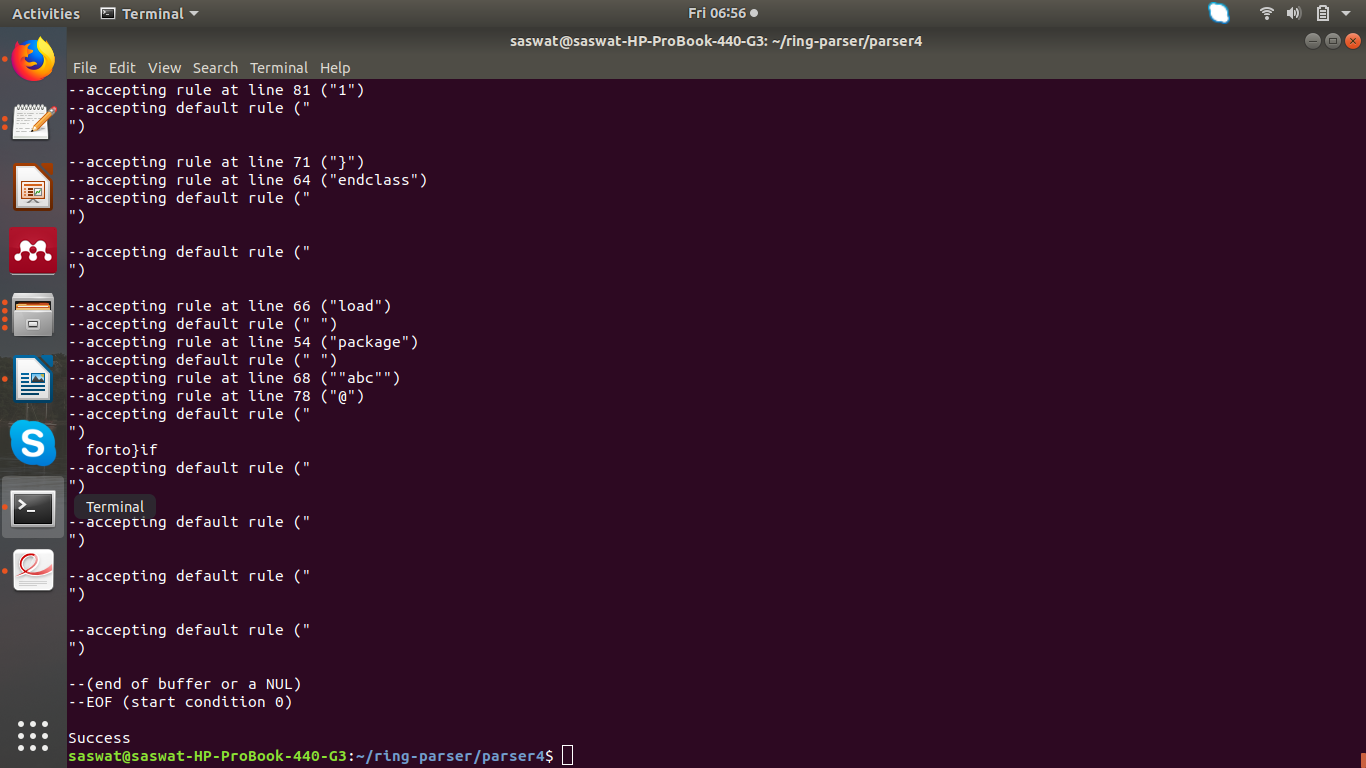 Activities Terminal Fri 06:56
saswat@saswat-HP-ProBook-440-G3: ~/ring-parser/parser4
File Edit View Search Terminal Help
--accepting rule at line 81 ("1")
--accepting default rule ("
")
--accepting rule at line 71 ("}")
--accepting rule at line 64 ("endclass")
--accepting default rule ("
")
--accepting default rule ("
")
--accepting rule at line 66 ("load")
--accepting default rule (" ")
--accepting rule at line 54 ("package")
--accepting default rule (" ")
--accepting rule at line 68 (""abc"")
--accepting rule at line 78 ("@")
--accepting default rule ("
")
forto}if
--accepting default rule ("
")
Terminal
--accepting default rule ("
")
--accepting default rule ("
")
--accepting default rule ("
")
--(end of buffer or a NUL)
--EOF (start condition 0)
Success
saswat@saswat-HP-ProBook-440-G3:~/ring-parser/parser4$